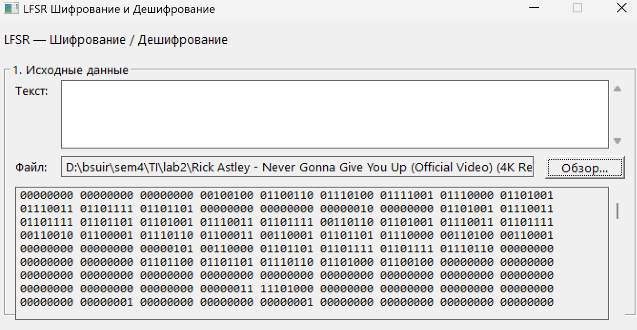 LFSR Шифрование и Дешифрование
LFSR — Шифрование / Дешифрование
1. Исходные данные
Текст:
Файл: D:\bsuir\sem4\TI\lab2\Rick Astley - Never Gonna Give You Up (Official Video) (4K Re Обзор...
00000000 00000000 00000000 00100100 01100110 01110100 01111001 01110000 01101001
01110011 01101111 01101101 00000000 00000000 00000010 00000000 01101001 01110011
01101111 01101101 01101001 01110011 01101111 01101110 01101001 01110011 01101111
00110010 01100001 01110110 01100011 00110001 01101101 01110000 00110100 00110001
00000000 00000000 00000101 00110000 01101101 01101111 01101111 01110110 00000000
00000000 00000000 01101100 01101101 01110110 01101000 01100100 00000000 00000000
00000000 00000000 00000000 00000000 00000000 00000000 00000000 00000000 00000000
00000000 00000000 00000000 00000011 11101000 00000000 00000000 00000000 00000000
00000000 00000001 00000000 00000000 00000001 00000000 00000000 00000000 00000000